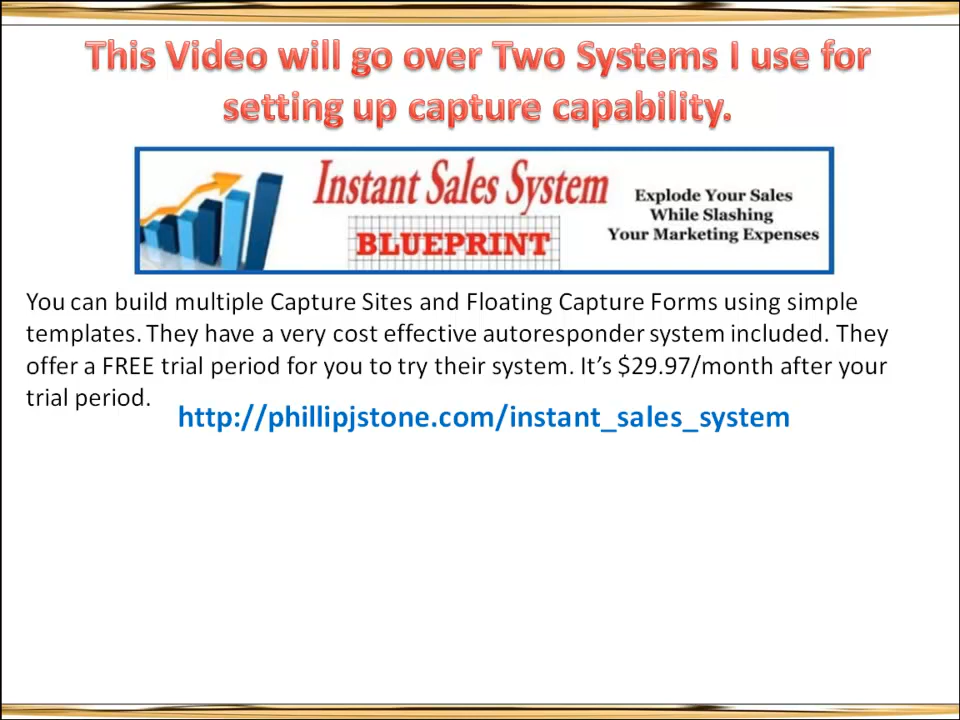 This Video will go over Two Systems I use for
setting up capture capability.
Instant Sales System
BLUEPRINT
Explode Your Sales
While Slashing
Your Marketing Expenses
You can build multiple Capture Sites and Floating Capture Forms using simple
templates. They have a very cost effective autoresponder system included. They
offer a FREE trial period for you to try their system. It’s $29.97/month after your
trial period.
http://phillipjstone.com/instant_sales_system